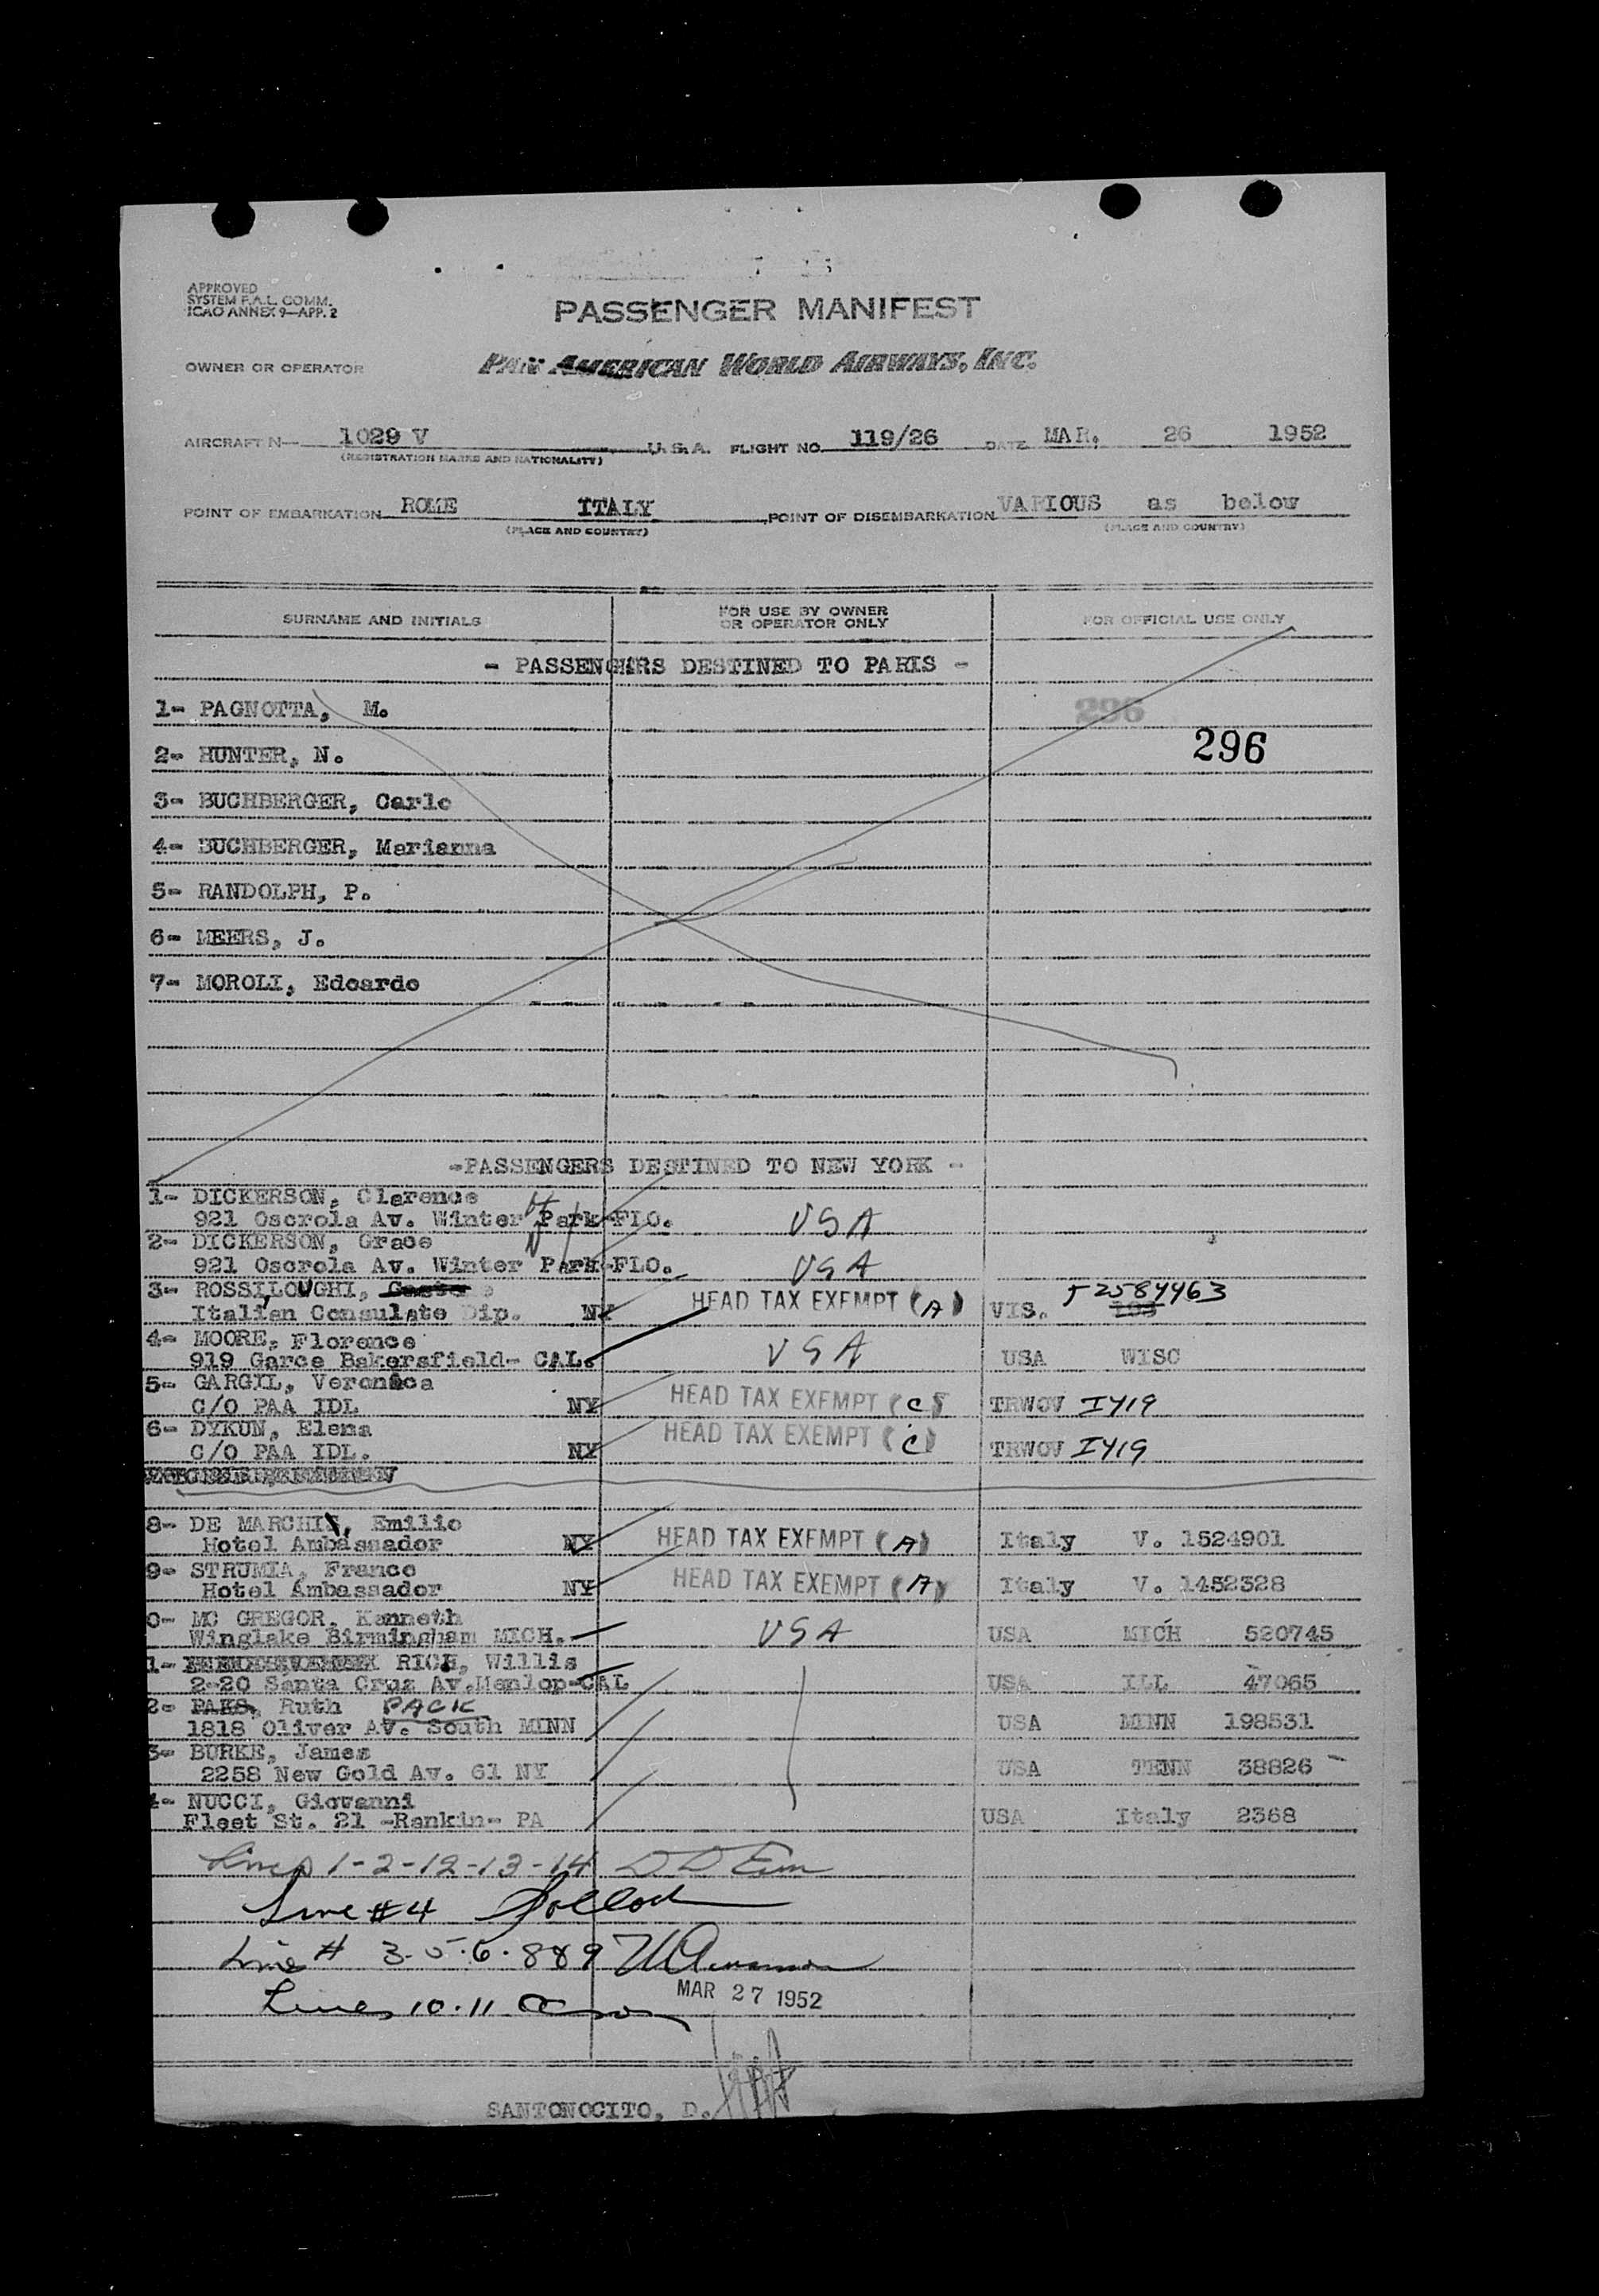 APPROVED
SYSTEM F.A.L. COMM.
ICAO ANNEX 9—APP. 2
PASSENGER MANIFEST
OWNER OR OPERATOR PAN AMERICAN WORLD AIRWAYS, INC.
AIRCRAFT N— 1029 V U.S.A. FLIGHT NO. 119/26 DATE MAR. 26 1952
(REGISTRATION MARKS AND NATIONALITY)
POINT OF EMBARKATION ROME ITALY POINT OF DISEMBARKATION VARIOUS as below
(PLACE AND COUNTRY) (PLACE AND COUNTRY)
SURNAME AND INITIALS FOR USE BY OWNER OR OPERATOR ONLY FOR OFFICIAL USE ONLY
- PASSENGERS DESTINED TO PARIS -
1- PAGNOTTA, M. 296
2- HUNTER, N. 296
3- BUCHBERGER, Carlo
4- BUCHBERGER, Marianna
5- RANDOLPH, P.
6- MEERS, J.
7- MOROLI, Edoardo
-PASSENGERS DESTINED TO NEW YORK -
1- DICKERSON, Clarence
921 Oscrola Av. Winter Park-FLO. USA
2- DICKERSON, Grace
921 Oscrola Av. Winter Park-FLO. USA
3- ROSSILOUGHI,
Italian Consulate Dip. NY HEAD TAX EXEMPT (A) VIS. 52584463
4- MOORE, Florence
919 Garce Bakersfield- CAL. USA USA WISC
5- GARGIL, Veronica
C/O PAA IDL NY HEAD TAX EXEMPT (C) TRWOV I419
6- DYKUN, Elena
C/O PAA IDL. NY HEAD TAX EXEMPT (C) TRWOV I419
8- DE MARCHIS, Emilio
Hotel Ambassador NY HEAD TAX EXEMPT (A) Italy V. 1524901
9- STRUMIA, Franco
Hotel Ambassador NY HEAD TAX EXEMPT (A) Italy V. 1452328
0- MC GREGOR, Kenneth
Winglake Birmingham MICH. USA USA MICH 520745
1- RICH, Willis
2-20 Santa Cruz Av.Menlop-CAL USA ILL 47065
2- PAKS, Ruth PACK
1818 Oliver AV. South MINN USA MINN 198531
3- BURKE, James
2258 New Gold Av. 61 NY USA TENN 38826
4- NUCCI, Giovanni
Fleet St. 21 -Rankin- PA USA Italy 2368
Lines 1-2-12-13-14
Line #4
Line # 3.5.6.8&9
MAR 27 1952
Lines 10.11
SANTONOCITO, D.